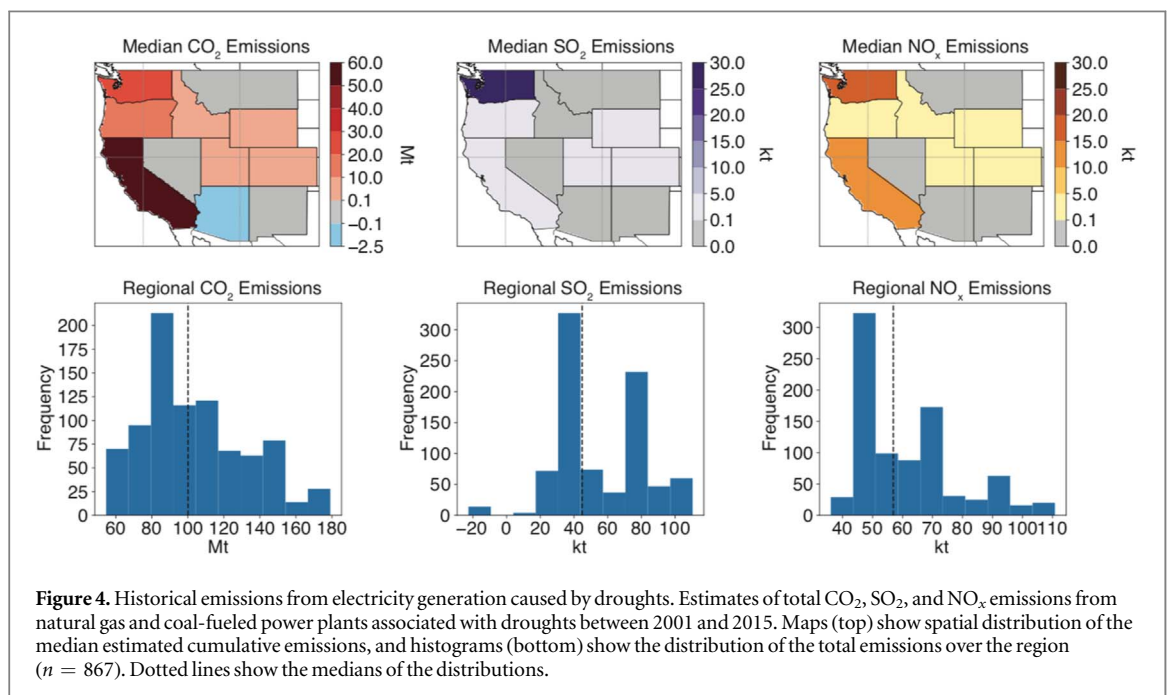 Median CO₂ Emissions
60.0
50.0
40.0
30.0
20.0
10.0
0.1
−0.1
−2.5
Mt
Median SO₂ Emissions
30.0
25.0
20.0
15.0
10.0
5.0
0.1
0.0
kt
Median NOₓ Emissions
30.0
25.0
20.0
15.0
10.0
5.0
0.1
0.0
kt
Regional CO₂ Emissions
Frequency
200
175
150
125
100
75
50
25
0
60 80 100 120 140 160 180
Mt
Regional SO₂ Emissions
Frequency
300
250
200
150
100
50
0
−20 0 20 40 60 80 100
kt
Regional NOₓ Emissions
Frequency
300
250
200
150
100
50
0
40 50 60 70 80 90 100 110
kt
Figure 4. Historical emissions from electricity generation caused by droughts. Estimates of total CO₂, SO₂, and NOₓ emissions from
natural gas and coal-fueled power plants associated with droughts between 2001 and 2015. Maps (top) show spatial distribution of the
median estimated cumulative emissions, and histograms (bottom) show the distribution of the total emissions over the region
(n = 867). Dotted lines show the medians of the distributions.